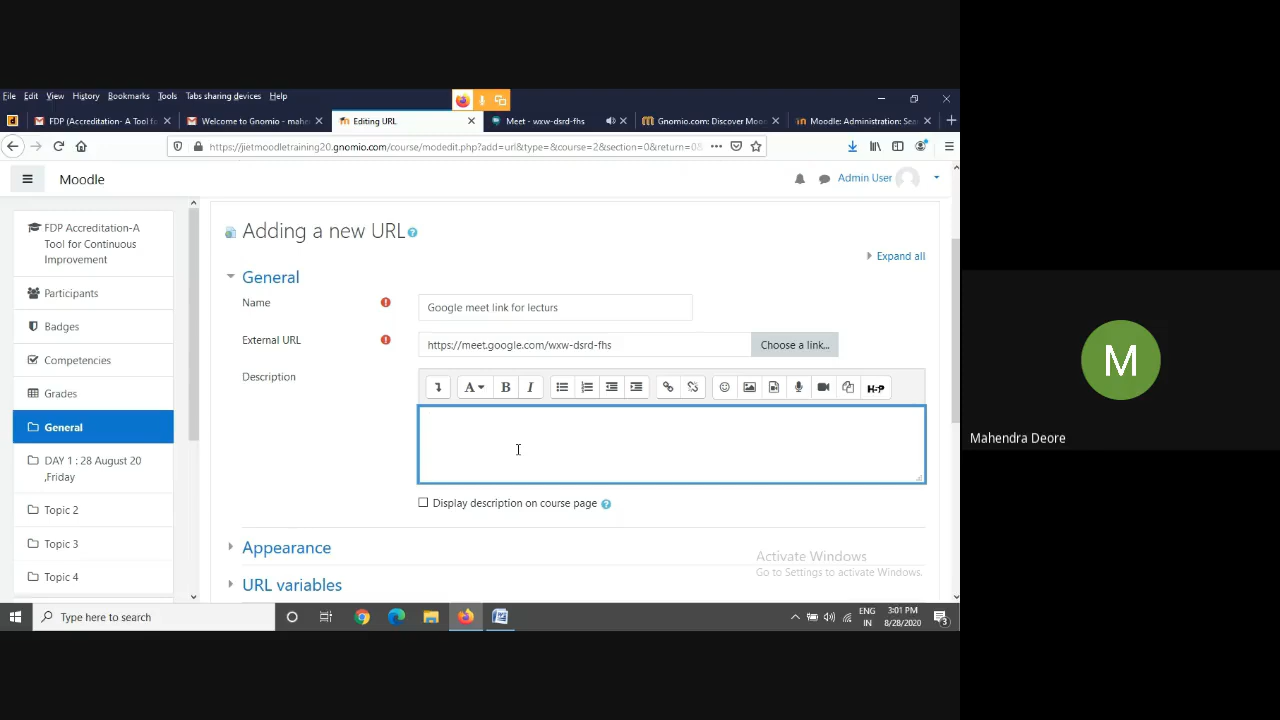 File Edit View History Bookmarks Tools Tabs sharing devices Help
FDP (Accreditation- A Tool fo
Welcome to Gnomio - mahe
Editing URL
Meet - wxw-dsrd-fhs
Gnomio.com: Discover Moo
Moodle: Administration: Sea
https://jietmoodletraining20.gnomio.com/course/modedit.php?add=url&type=&course=2&section=0&return=0&
Moodle
Admin User
FDP Accreditation-A
Tool for Continuous
Improvement
Participants
Badges
Competencies
Grades
General
DAY 1 : 28 August 20
,Friday
Topic 2
Topic 3
Topic 4
Adding a new URL
Expand all
General
Name
Google meet link for lecturs
External URL
https://meet.google.com/wxw-dsrd-fhs
Choose a link...
Description
A B I H-P
Display description on course page
Appearance
URL variables
Activate Windows
Go to Settings to activate Windows.
Type here to search
ENG
IN
3:01 PM
8/28/2020
3
M
Mahendra Deore